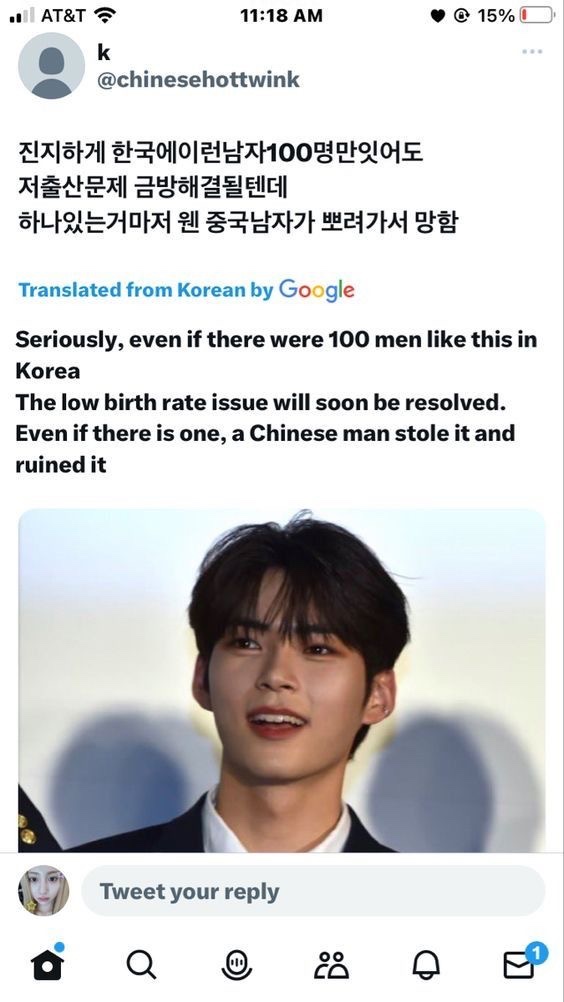 AT&T
11:18 AM
15%
k
@chinesehottwink
진지하게 한국에이런남자100명만잇어도
저출산문제 금방해결될텐데
하나있는거마저 웬 중국남자가 뽀려가서 망함
Translated from Korean by Google
Seriously, even if there were 100 men like this in
Korea
The low birth rate issue will soon be resolved.
Even if there is one, a Chinese man stole it and
ruined it
Tweet your reply
1